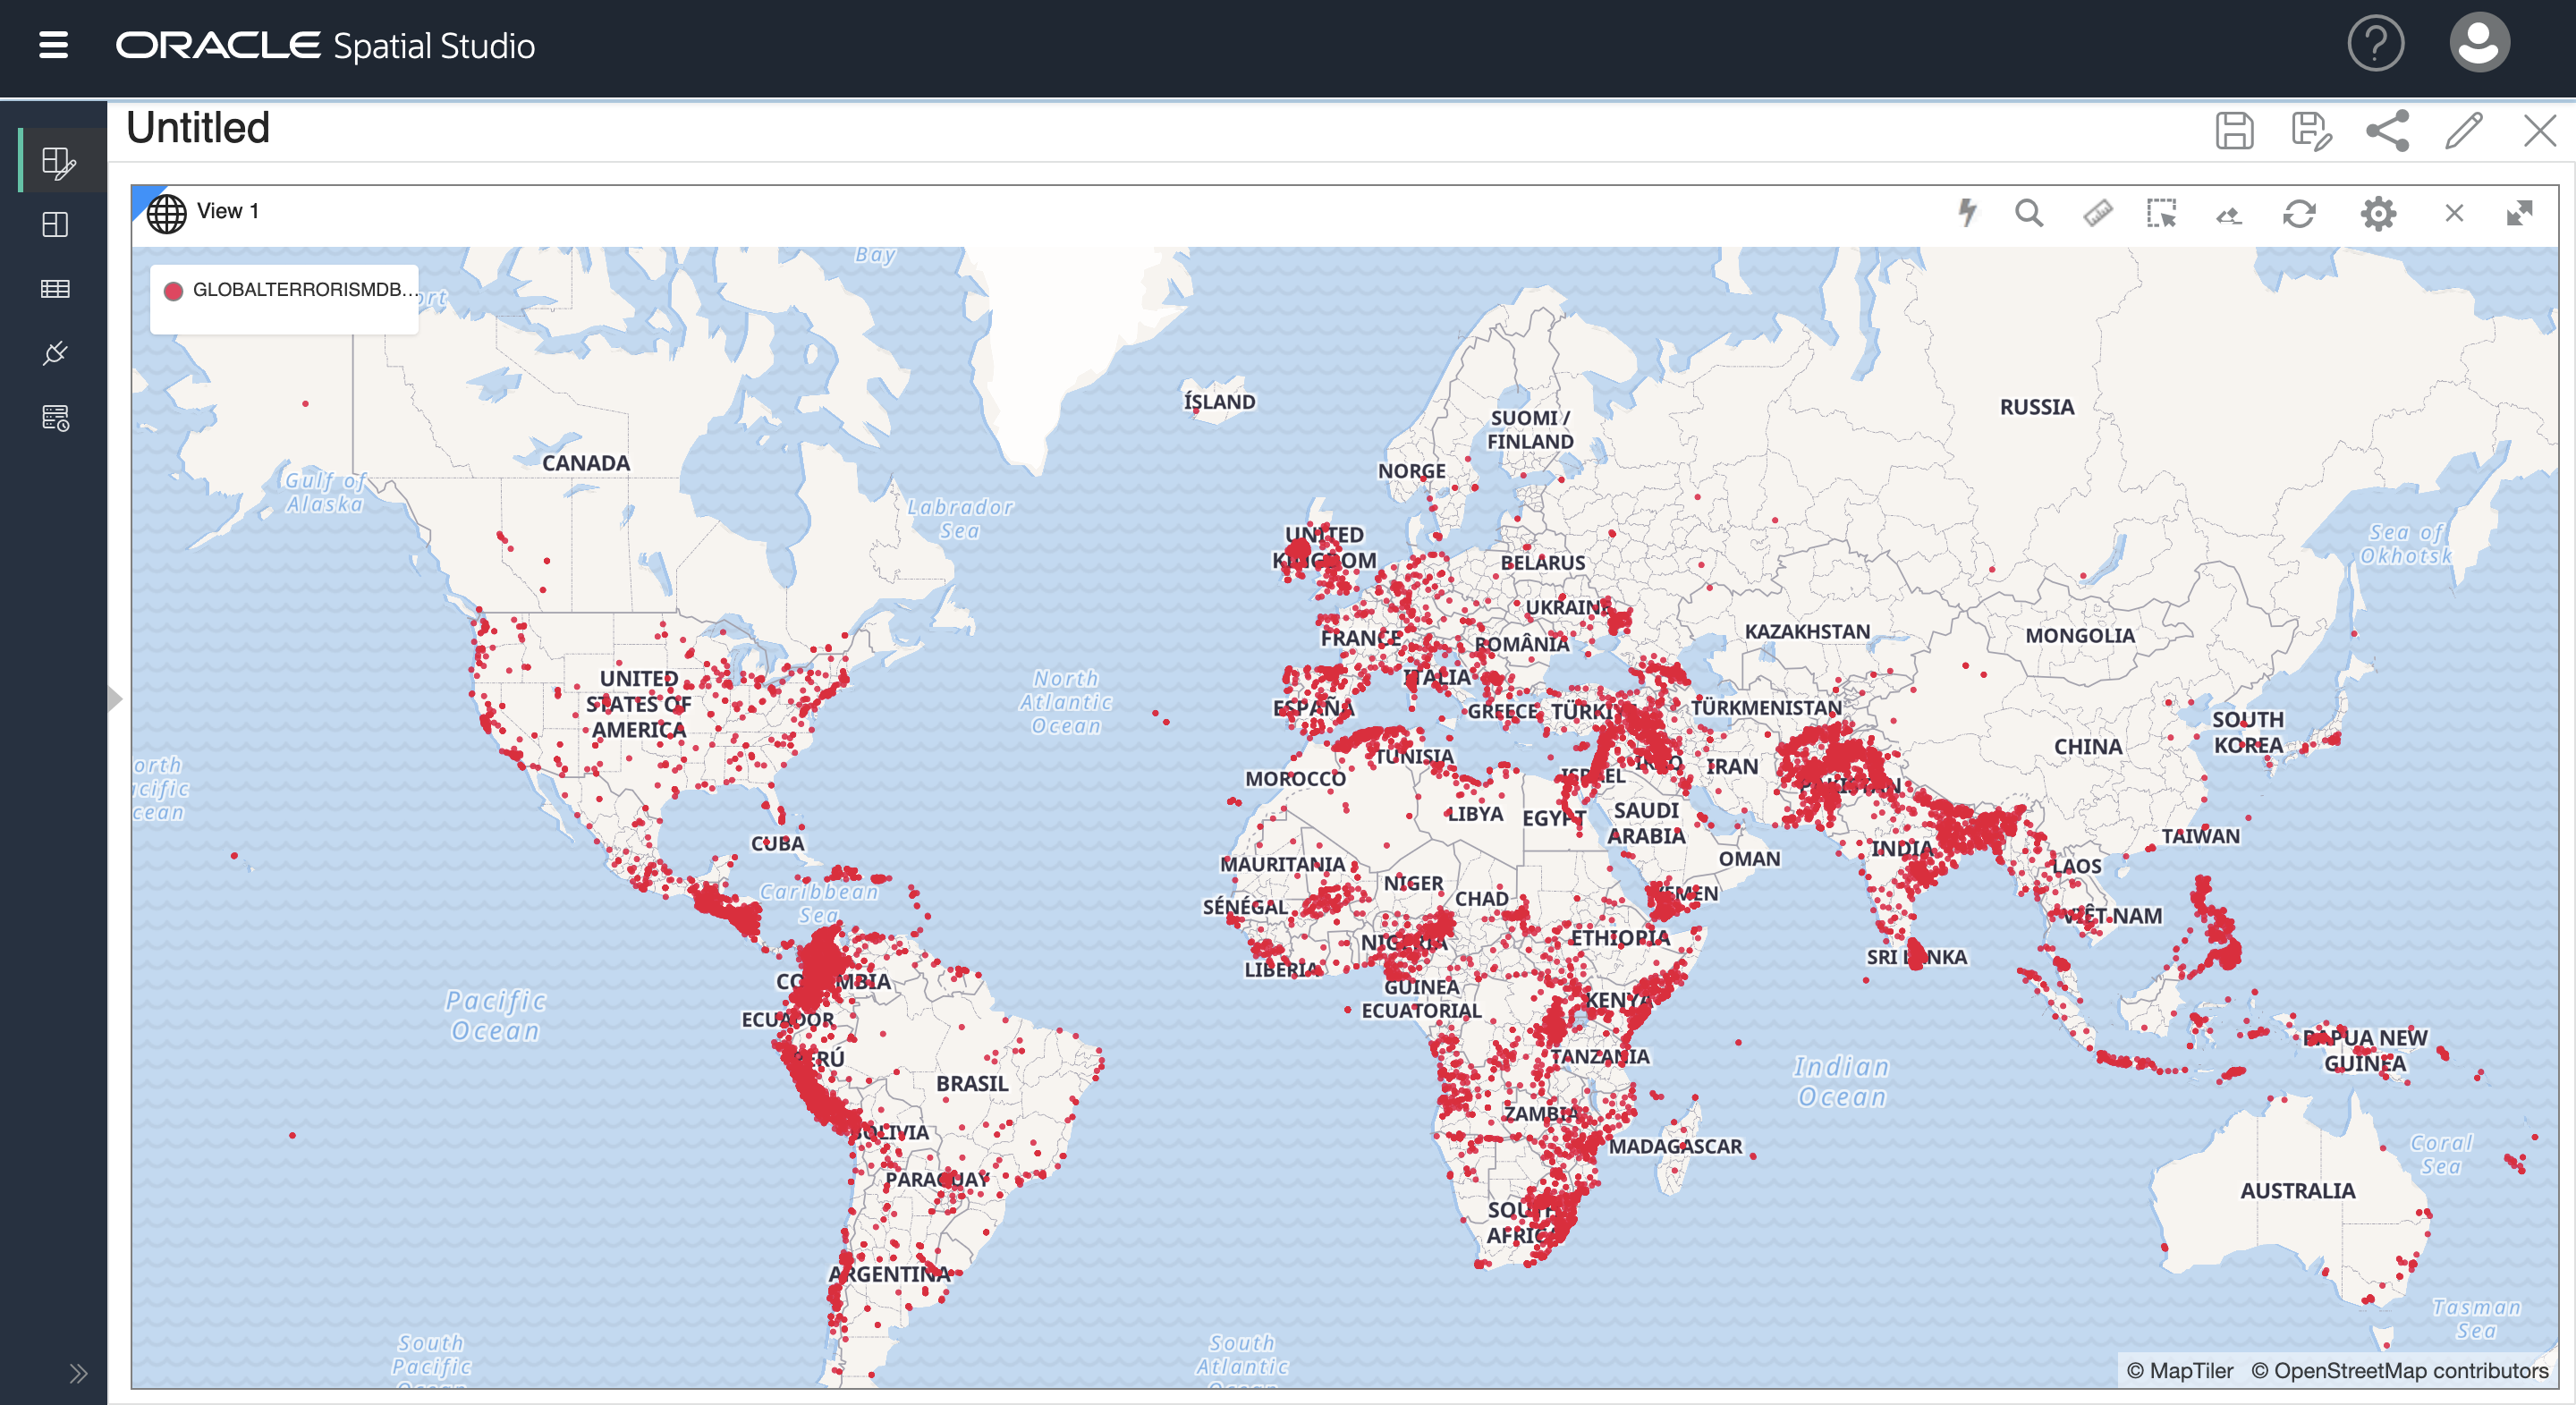 ORACLE Spatial Studio
Untitled
View 1
GLOBALTERRORISMDB...
Bay
ÍSLAND
SUOMI /
FINLAND
RUSSIA
NORGE
CANADA
Gulf of
Alaska
Labrador
Sea
UNITED
KINGDOM
BELARUS
Sea of
Okhotsk
UKRAINE
FRANCE
ROMÂNIA
KAZAKHSTAN
MONGOLIA
UNITED
STATES OF
AMERICA
North
Atlantic
Ocean
ITALIA
ESPAÑA
GREECE
TÜRKI
TÜRKMENISTAN
SOUTH
KOREA
CHINA
TUNISIA
MOROCCO
ISRAEL
IRAQ
IRAN
PAKISTAN
orth
cific
cean
LIBYA
EGYPT
SAUDI
ARABIA
CUBA
TAIWAN
INDIA
OMAN
LAOS
MAURITANIA
NIGER
CHAD
YEMEN
Caribbean
Sea
SÉNÉGAL
VIỆT NAM
NIGERIA
ETHIOPIA
LIBERIA
SRI LANKA
COLOMBIA
GUINEA
ECUATORIAL
KENYA
Pacific
Ocean
ECUADOR
PERÚ
TANZANIA
PAPUA NEW
GUINEA
Indian
Ocean
BRASIL
ZAMBIA
BOLIVIA
MADAGASCAR
Coral
Sea
PARAGUAY
AUSTRALIA
SOUTH
AFRICA
ARGENTINA
Tasman
Sea
South
Pacific
South
Atlantic
© MapTiler © OpenStreetMap contributors